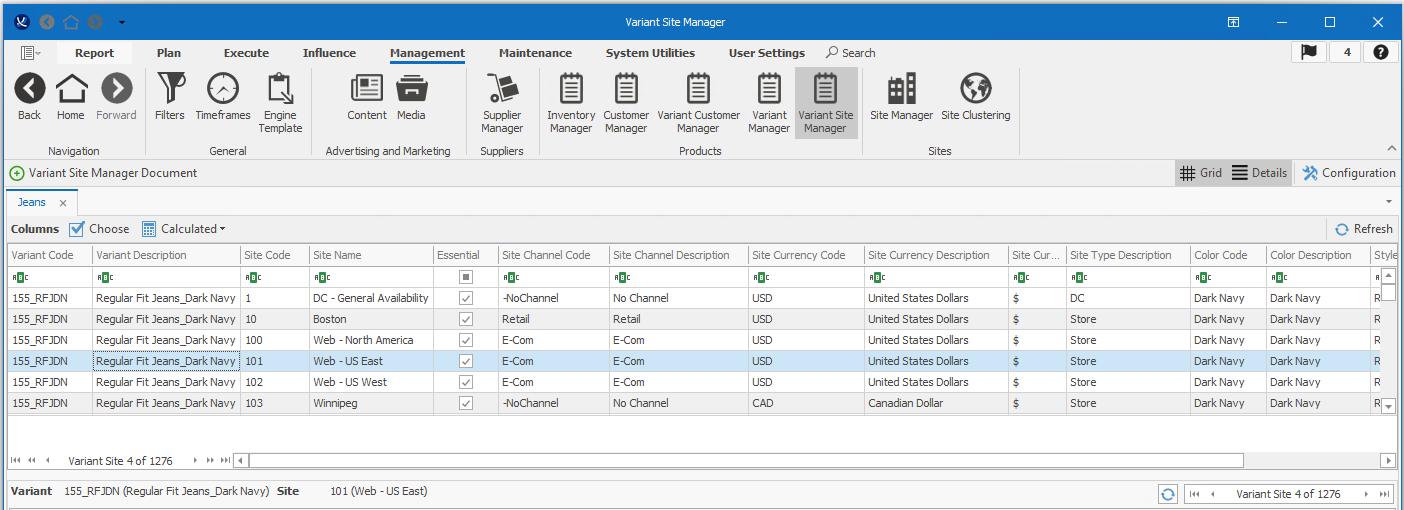 Variant Site Manager
Report Plan Execute Influence Management Maintenance System Utilities User Settings Search 4 ?
Back Home Forward Filters Timeframes Engine Template Content Media Supplier Manager Inventory Manager Customer Manager Variant Customer Manager Variant Manager Variant Site Manager Site Manager Site Clustering
Navigation General Advertising and Marketing Suppliers Products Sites
Variant Site Manager Document Grid Details Configuration
Jeans x
Columns Choose Calculated Refresh
Variant Code Variant Description Site Code Site Name Essential Site Channel Code Site Channel Description Site Currency Code Site Currency Description Site Cur... Site Type Description Color Code Color Description Style
ABC ABC ABC ABC ABC ABC ABC ABC ABC ABC ABC ABC
155_RFJDN Regular Fit Jeans_Dark Navy 1 DC - General Availability -NoChannel No Channel USD United States Dollars $ DC Dark Navy Dark Navy R
155_RFJDN Regular Fit Jeans_Dark Navy 10 Boston Retail Retail USD United States Dollars $ Store Dark Navy Dark Navy R
155_RFJDN Regular Fit Jeans_Dark Navy 100 Web - North America E-Com E-Com USD United States Dollars $ Store Dark Navy Dark Navy R
155_RFJDN Regular Fit Jeans_Dark Navy 101 Web - US East E-Com E-Com USD United States Dollars $ Store Dark Navy Dark Navy R
155_RFJDN Regular Fit Jeans_Dark Navy 102 Web - US West E-Com E-Com USD United States Dollars $ Store Dark Navy Dark Navy R
155_RFJDN Regular Fit Jeans_Dark Navy 103 Winnipeg -NoChannel No Channel CAD Canadian Dollar $ Store Dark Navy Dark Navy R
Variant Site 4 of 1276
Variant 155_RFJDN (Regular Fit Jeans_Dark Navy) Site 101 (Web - US East) Variant Site 4 of 1276